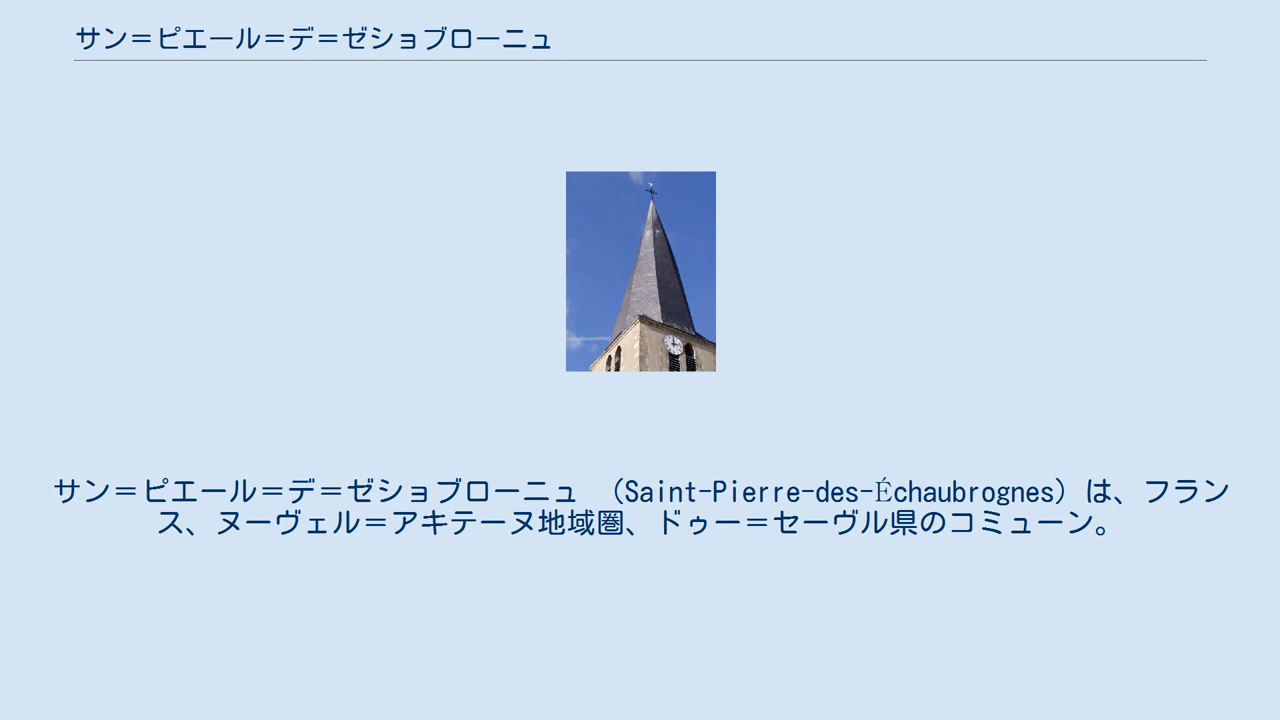 サン＝ピエール＝デ＝ゼショブローニュ
サン＝ピエール＝デ＝ゼショブローニュ （Saint-Pierre-des-Échaubrognes）は、フラン
ス、ヌーヴェル＝アキテーヌ地域圏、ドゥー＝セーヴル県のコミューン。